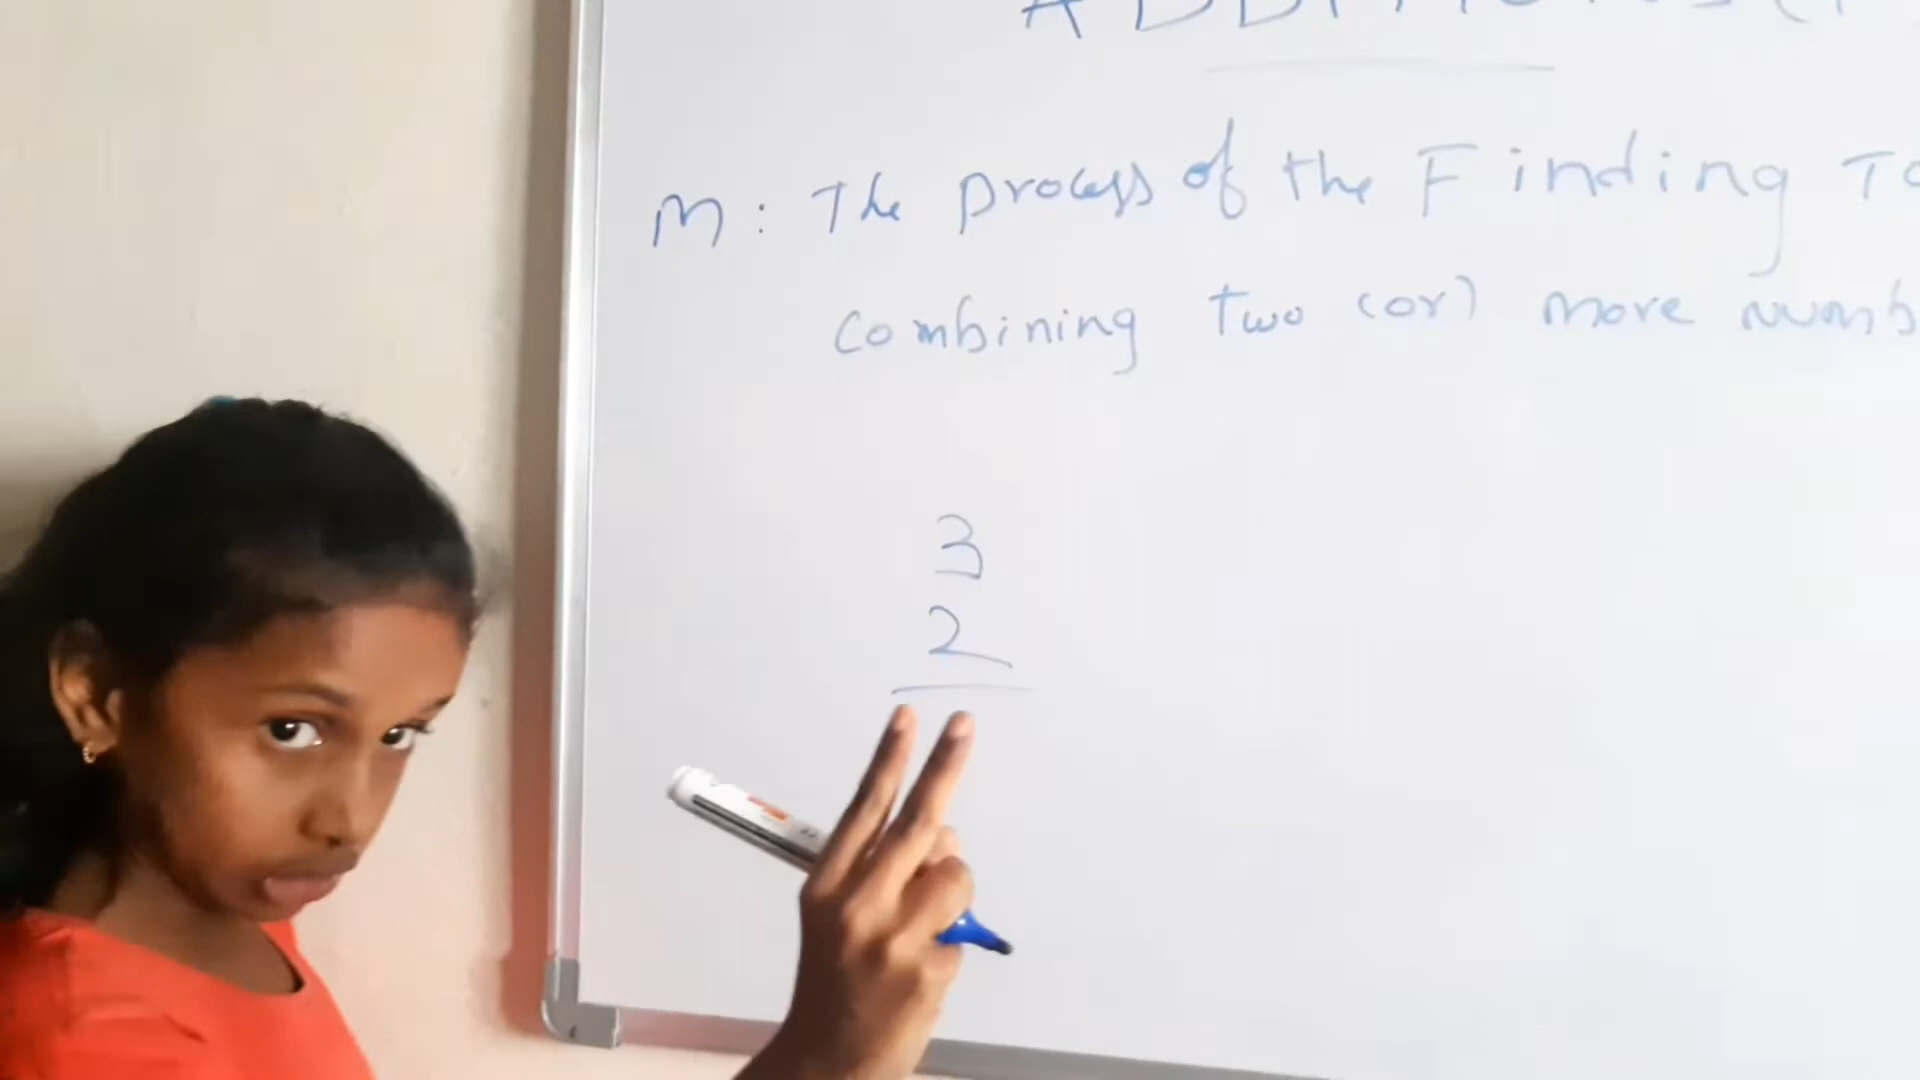 M: The process of the Finding
combining two (or) more
3
2